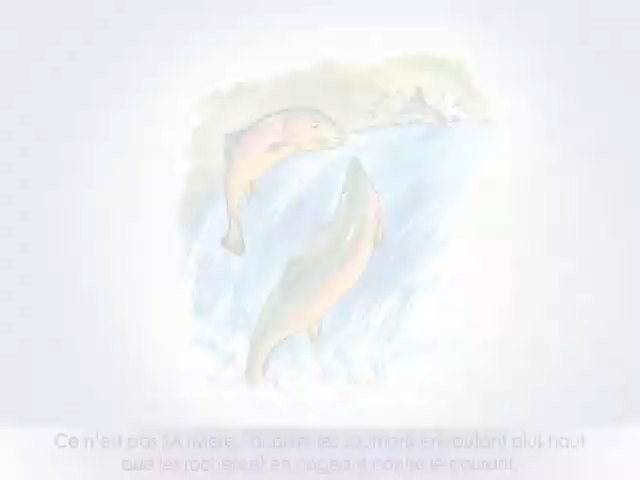 Ce n'est pas SA rivière, les saumons en sautant plus haut
que les rochers et en nageant contre le courant.